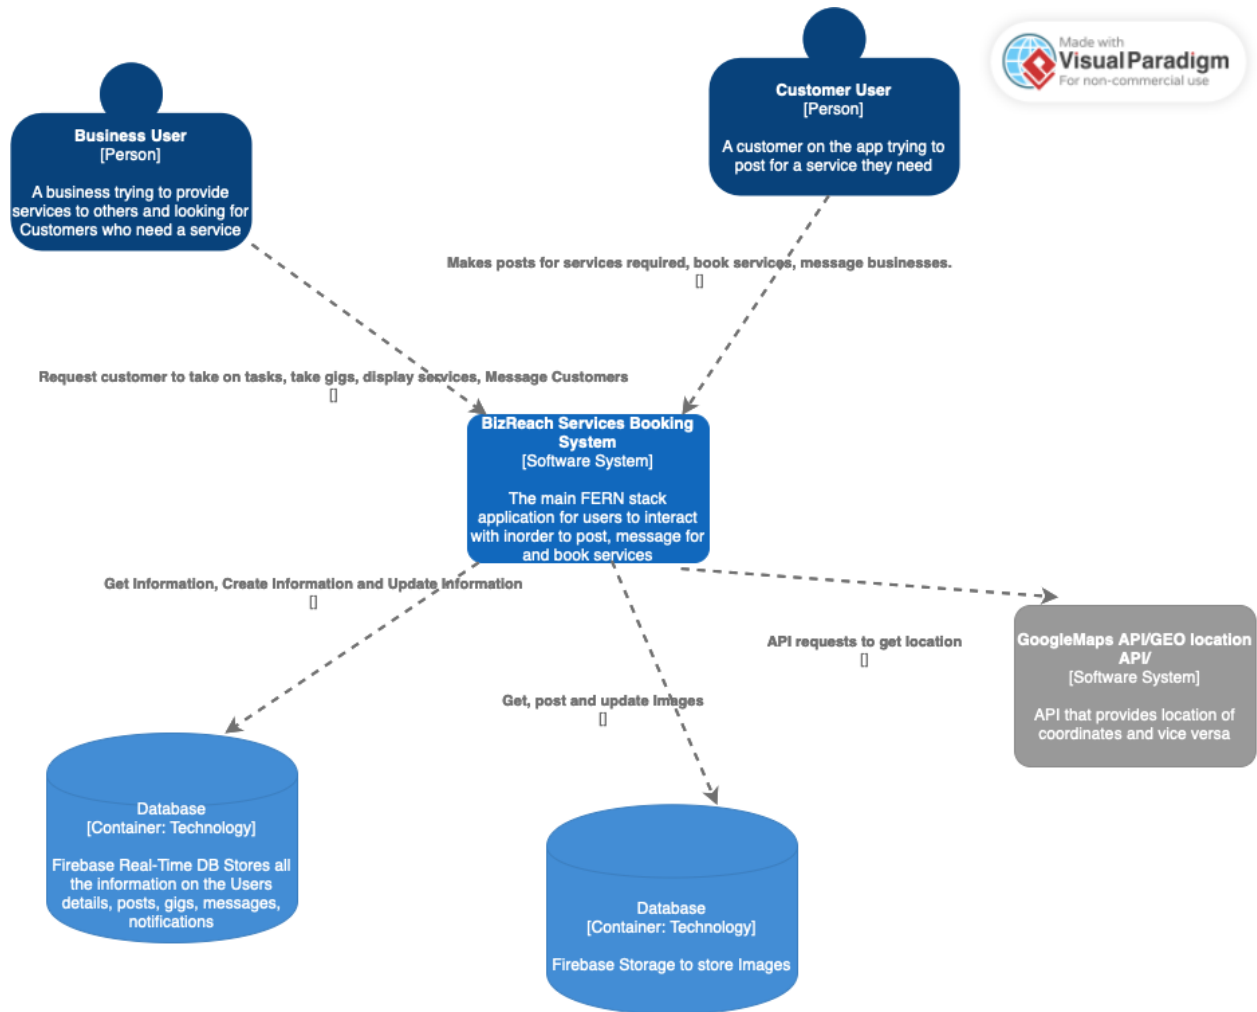 Made with
Visual Paradigm
For non-commercial use
Customer User
[Person]
A customer on the app trying to
post for a service they need
Business User
[Person]
A business trying to provide
services to others and looking for
Customers who need a service
Makes posts for services required, book services, message businesses.
[]
Request customer to take on tasks, take gigs, display services, Message Customers
[]
BizReach Services Booking
System
[Software System]
The main FERN stack
application for users to interact
with inorder to post, message for
and book services
Get Information, Create Information and Update Information
[]
API requests to get location
[]
Get, post and update Images
[]
GoogleMaps API/GEO location
API/
[Software System]
API that provides location of
coordinates and vice versa
Database
[Container: Technology]
Firebase Real-Time DB Stores all
the information on the Users
details, posts, gigs, messages,
notifications
Database
[Container: Technology]
Firebase Storage to store Images